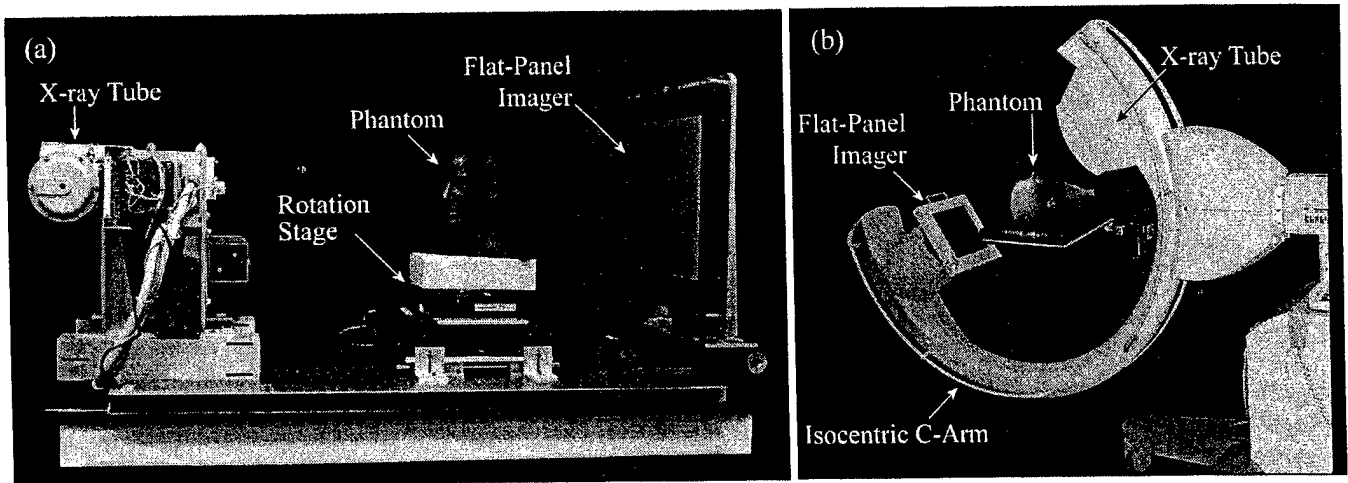 (a)
X-ray Tube
Phantom
Flat-Panel
Imager
Rotation
Stage
(b)
X-ray Tube
Phantom
Flat-Panel
Imager
Isocentric C-Arm